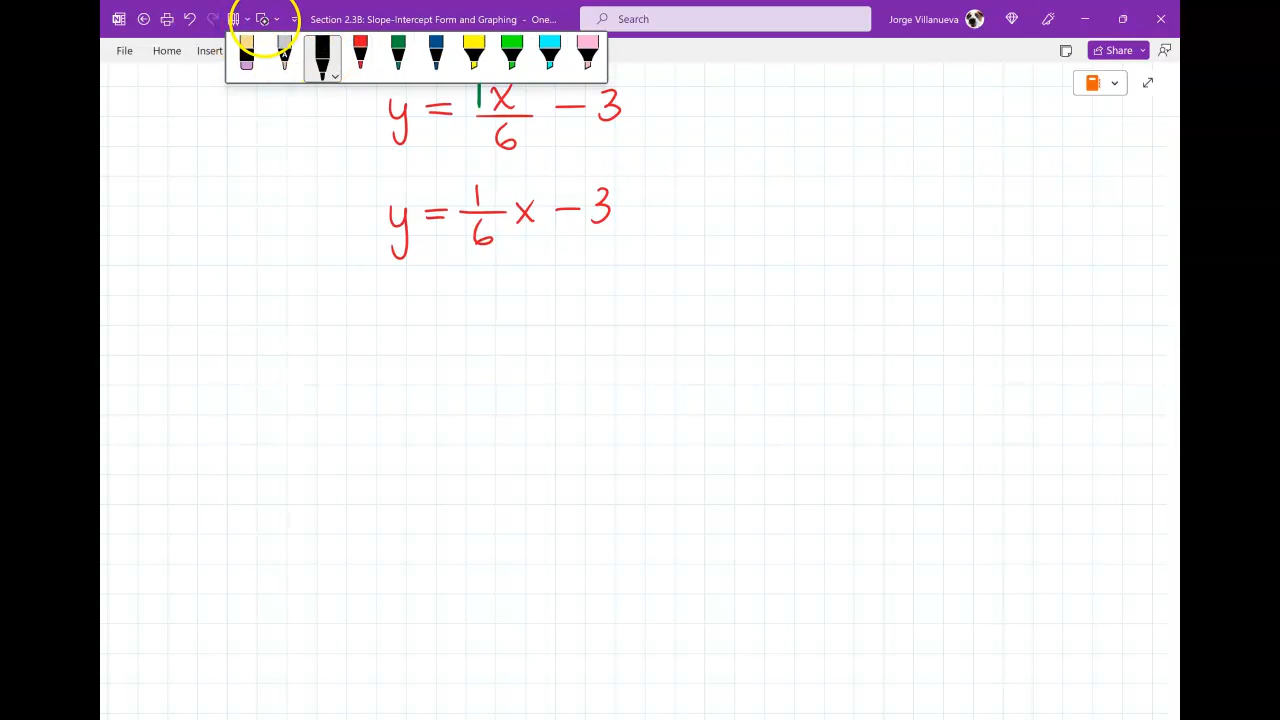 Section 2.3B: Slope-Intercept Form and Graphing - One...
Search
Jorge Villanueva
File Home Insert
Share
y = 1x/6 - 3
y = 1/6 x - 3